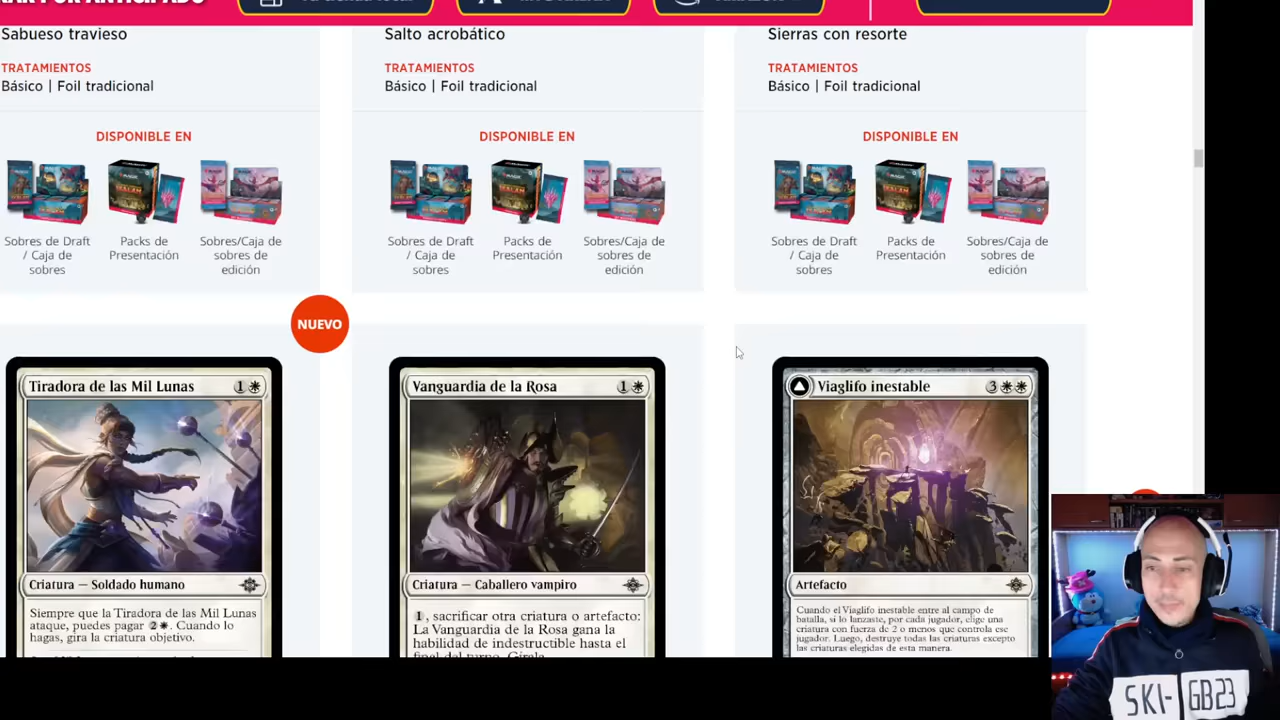 Sabueso travieso
TRATAMIENTOS
Básico | Foil tradicional
DISPONIBLE EN
Sobres de Draft
/ Caja de
sobres
Packs de
Presentación
Sobres/Caja de
sobres de
edición
Salto acrobático
TRATAMIENTOS
Básico | Foil tradicional
DISPONIBLE EN
Sobres de Draft
/ Caja de
sobres
Packs de
Presentación
Sobres/Caja de
sobres de
edición
Sierras con resorte
TRATAMIENTOS
Básico | Foil tradicional
DISPONIBLE EN
Sobres de Draft
/ Caja de
sobres
Packs de
Presentación
Sobres/Caja de
sobres de
edición
NUEVO
Tiradora de las Mil Lunas 1
Criatura — Soldado humano
Siempre que la Tiradora de las Mil Lunas
ataque, puedes pagar 2. Cuando lo
hagas, gira la criatura objetivo.
Vanguardia de la Rosa 1
Criatura — Caballero vampiro
1, sacrificar otra criatura o artefacto:
La Vanguardia de la Rosa gana la
habilidad de indestructible hasta el
final del turno. Gírala.
Viaglifo inestable 3
Artefacto
Cuando el Viaglifo inestable entre al campo de
batalla, si lo lanzaste, por cada jugador, elige una
criatura con fuerza de 2 o menos que controla ese
jugador. Luego, destruye todas las criaturas excepto
las criaturas elegidas de esta manera.
SKI-
GB23